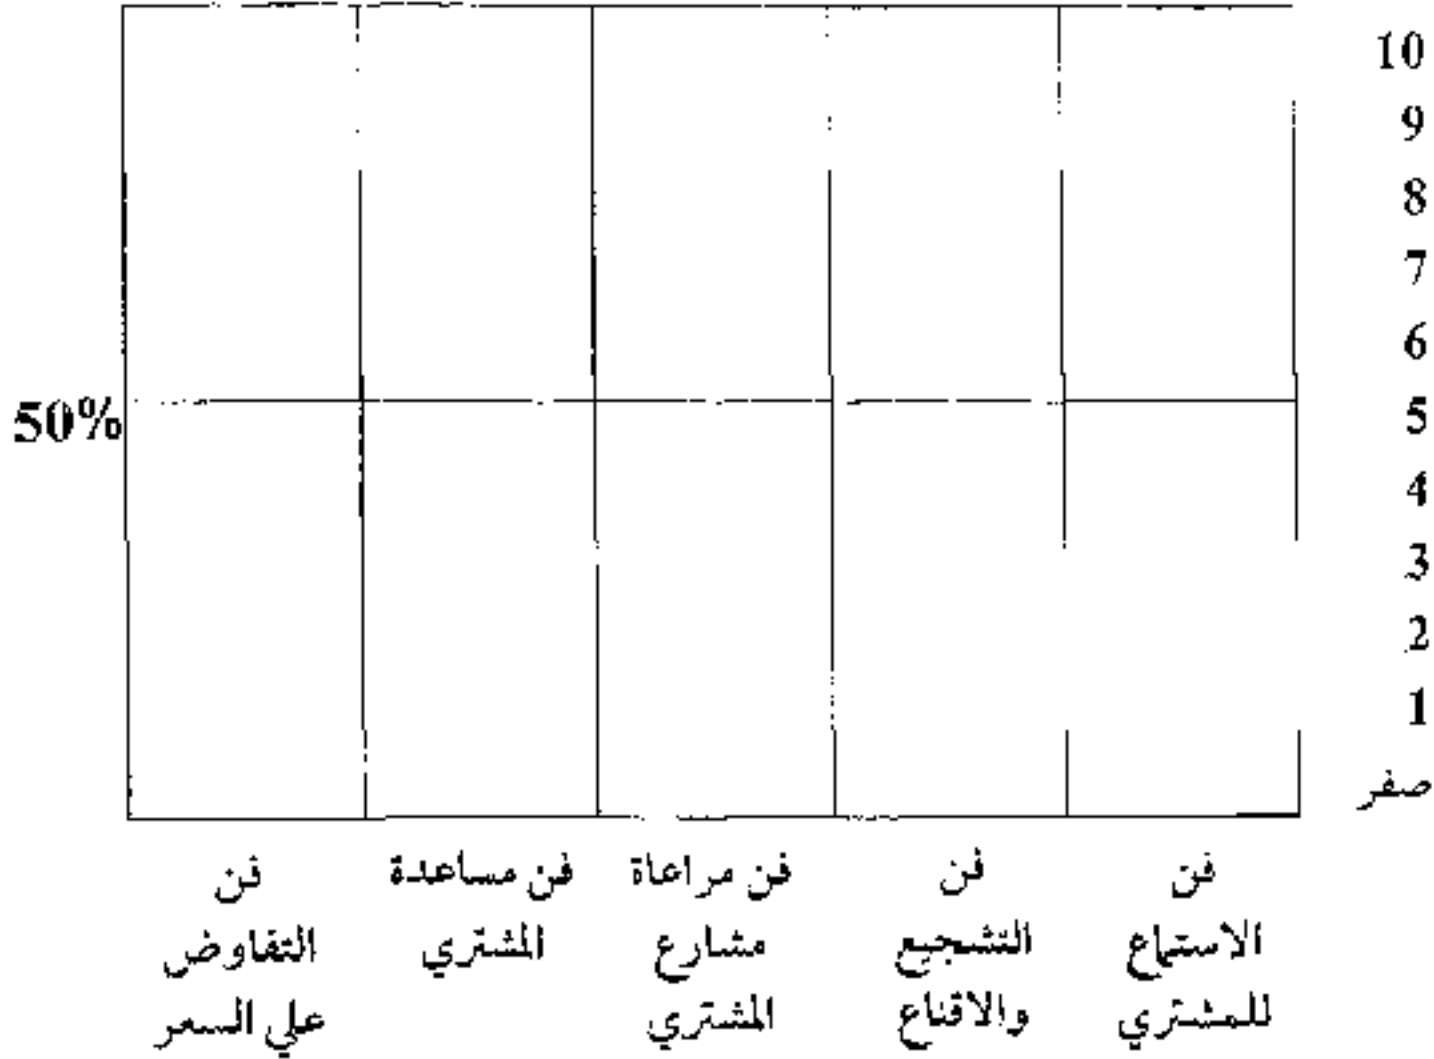 10
9
8
7
6
5
50%
4
3
2
1
صفر
فن
الاستماع
للمشتري
فن
التشجيع
والاقناع
فن مراعاة
مشارع
المشتري
فن مساعدة
المشتري
فن
التفاوض
علي السعر